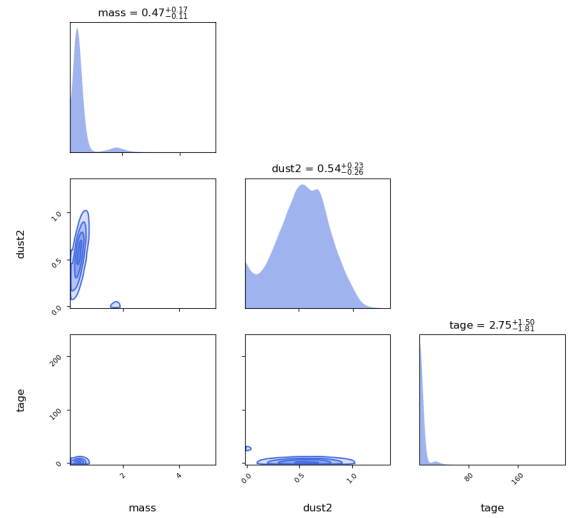 mass = 0.47+0.17−0.11
dust2 = 0.54+0.23−0.26
dust2
1.0
0.5
0.0
tage = 2.75+1.50−1.81
tage
200
100
0
2
4
0.0
0.5
1.0
80
160
mass
dust2
tage